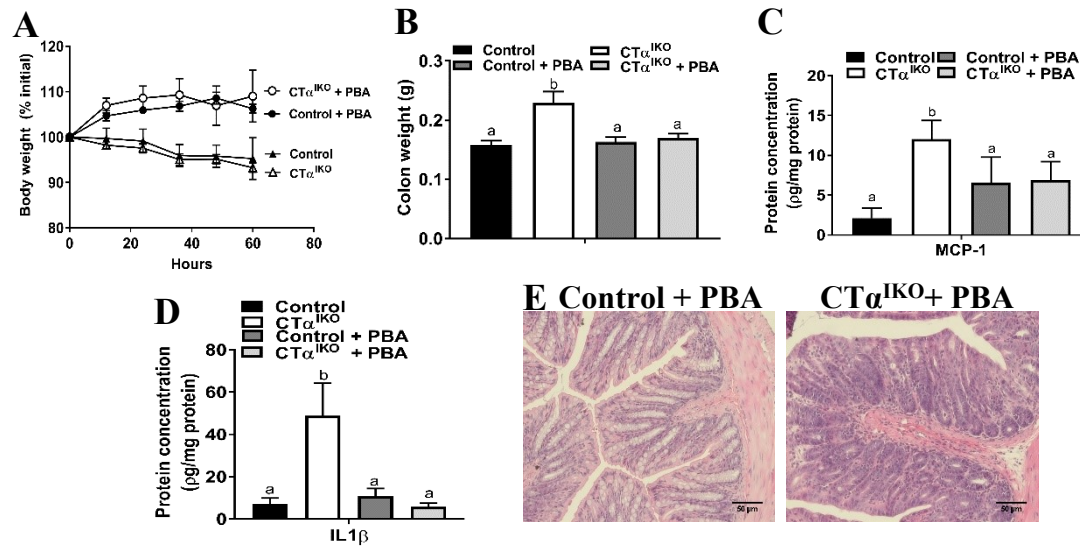 A
Body weight (% initial)
120
110
100
90
80
0
20
40
60
80
Hours
CTα^IKO + PBA
Control + PBA
Control
CTα^IKO
B
Control
CTα^IKO
Control + PBA
CTα^IKO + PBA
Colon weight (g)
0.3
0.2
0.1
0.0
a
b
a
a
C
Control
Control + PBA
CTα^IKO
CTα^IKO + PBA
Protein concentration
(ρg/mg protein)
20
15
10
5
0
a
b
a
a
MCP-1
D
Control
CTα^IKO
Control + PBA
CTα^IKO + PBA
Protein concentration
(ρg/mg protein)
80
60
40
20
0
a
b
a
a
IL1β
E Control + PBA
CTα^IKO+ PBA
50 μm
50 μm